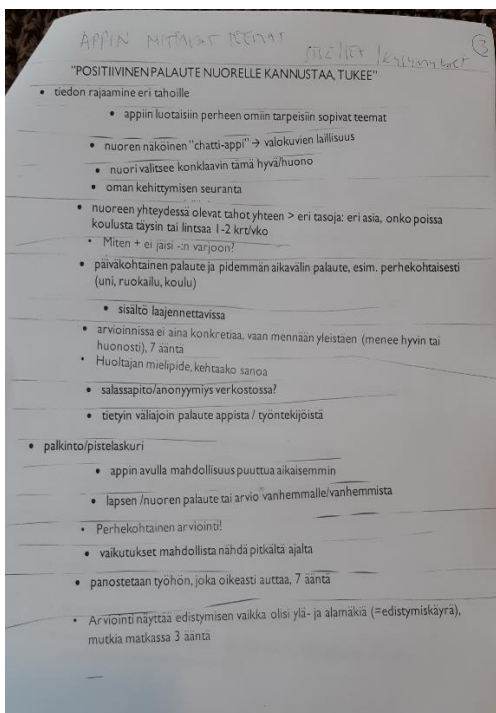 APPIN MITTAAVAT TEEMAT
3
"POSITIIVINEN PALAUTE NUORELLE KANNUSTAA, TUKEE"
• tiedon rajaamine eri tahoille
• appiin luotaisiin perheen omiin tarpeisiin sopivat teemat
• nuoren näköinen "chatti-appi" → valokuvien laillisuus
• nuori valitsee konklaavin tämä hyvä/huono
• oman kehittymisen seuranta
• nuoreen yhteydessä olevat tahot yhteen > eri tasoja: eri asia, onko poissa
koulusta täysin tai lintsaa 1-2 krt/vko
• Miten + ei jäisi -:n varjoon?
• päiväkohtainen palaute ja pidemmän aikavälin palaute, esim. perhekohtaisesti
(uni, ruokailu, koulu)
• sisältö laajennettavissa
• arvioinnissa ei aina konkretiaa, vaan mennään yleistäen (menee hyvin tai
huonosti), 7 ääntä
• Huoltajan mielipide, kehtaako sanoa
• salassapito/anonyymiys verkostossa?
• tietyin väliajoin palaute appista / työntekijöistä
• palkinto/pistelaskuri
• appin avulla mahdollisuus puuttua aikaisemmin
• lapsen /nuoren palaute tai arvio vanhemmalle/vanhemmista
• Perhekohtainen arviointi!
• vaikutukset mahdollista nähdä pitkältä ajalta
• panostetaan työhön, joka oikeasti auttaa, 7 ääntä
• Arviointi näyttää edistymisen vaikka olisi ylä- ja alamäkiä (=edistymiskäyrä),
mutkia matkassa 3 ääntä